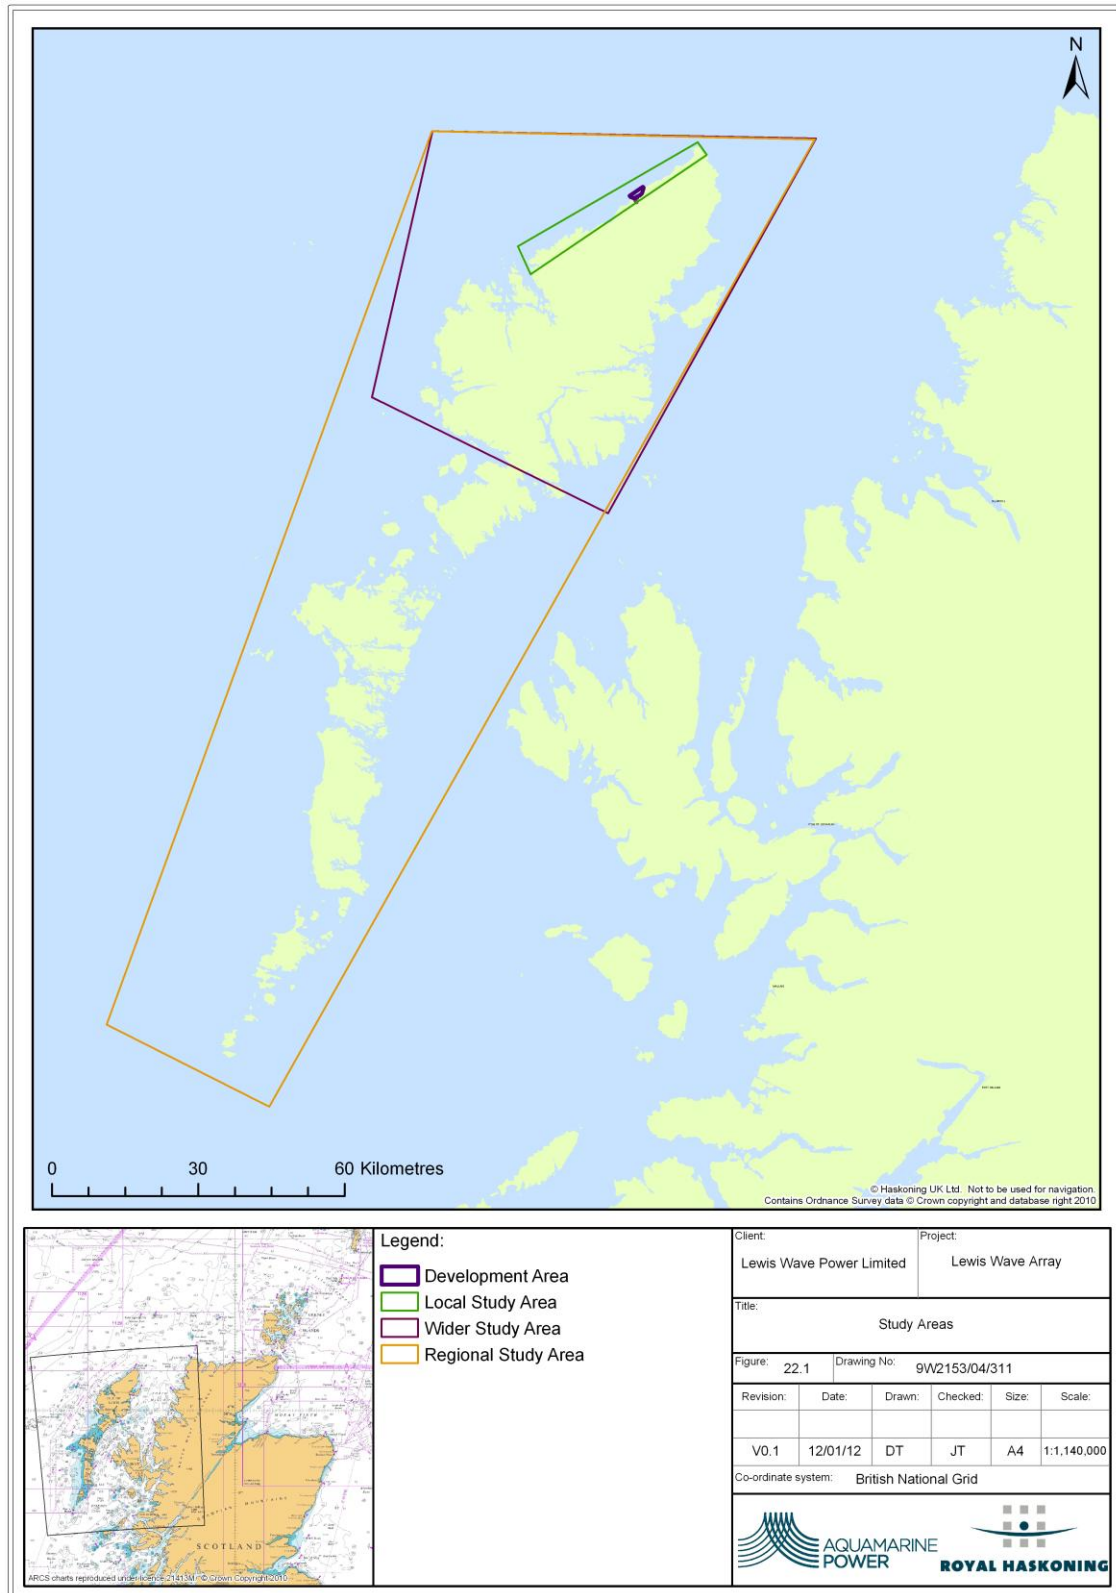 N
0 30 60 Kilometres
© Haskoning UK Ltd. Not to be used for navigation.
Contains Ordnance Survey data © Crown copyright and database right 2010
SCOTLAND
ARCS charts reproduced under licence 21413M/ © Crown Copyright 2010
Legend:
Development Area
Local Study Area
Wider Study Area
Regional Study Area
Client:
Lewis Wave Power Limited
Project:
Lewis Wave Array
Title:
Study Areas
Figure: 22.1
Drawing No: 9W2153/04/311
Revision: Date: Drawn: Checked: Size: Scale:
V0.1 12/01/12 DT JT A4 1:1,140,000
Co-ordinate system: British National Grid
AQUAMARINE
POWER
ROYAL HASKONING